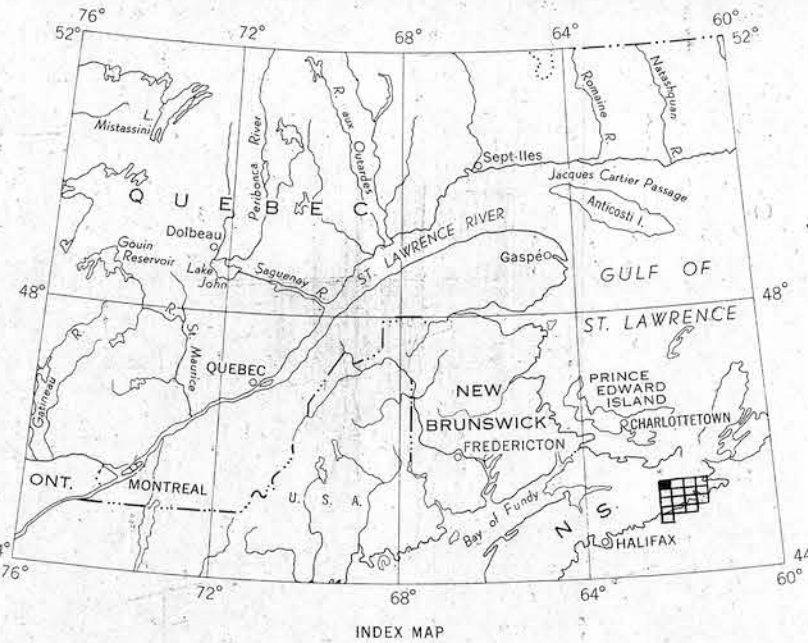 76°
72°
68°
64°
60°
52°
52°
L. Mistassini
Peribonca River
R. aux Outardes
Romaine R.
Natashquan R.
Sept-Iles
Jacques Cartier Passage
Anticosti I.
QUEBEC
Dolbeau
Gouin Reservoir
Lake John
Saguenay R.
ST. LAWRENCE RIVER
Gaspé
GULF OF
ST. LAWRENCE
48°
48°
Gatineau R.
St. Maurice R.
QUEBEC
NEW
BRUNSWICK
FREDERICTON
PRINCE
EDWARD
ISLAND
CHARLOTTETOWN
ONT.
MONTREAL
U. S. A.
Bay of Fundy
N S
HALIFAX
44°
44°
76°
72°
68°
64°
60°
INDEX MAP